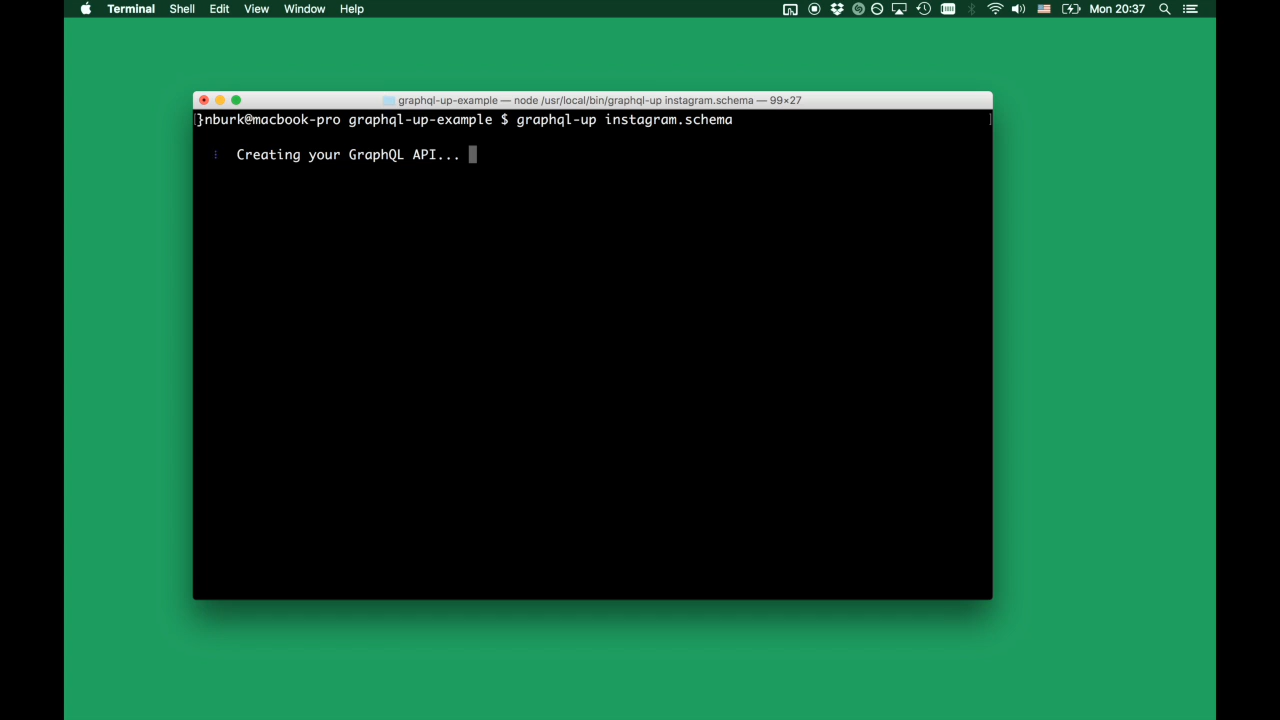 Terminal Shell Edit View Window Help Mon 20:37
graphql-up-example — node /usr/local/bin/graphql-up instagram.schema — 99×27
[}nburk@macbook-pro graphql-up-example $ graphql-up instagram.schema ]
Creating your GraphQL API...